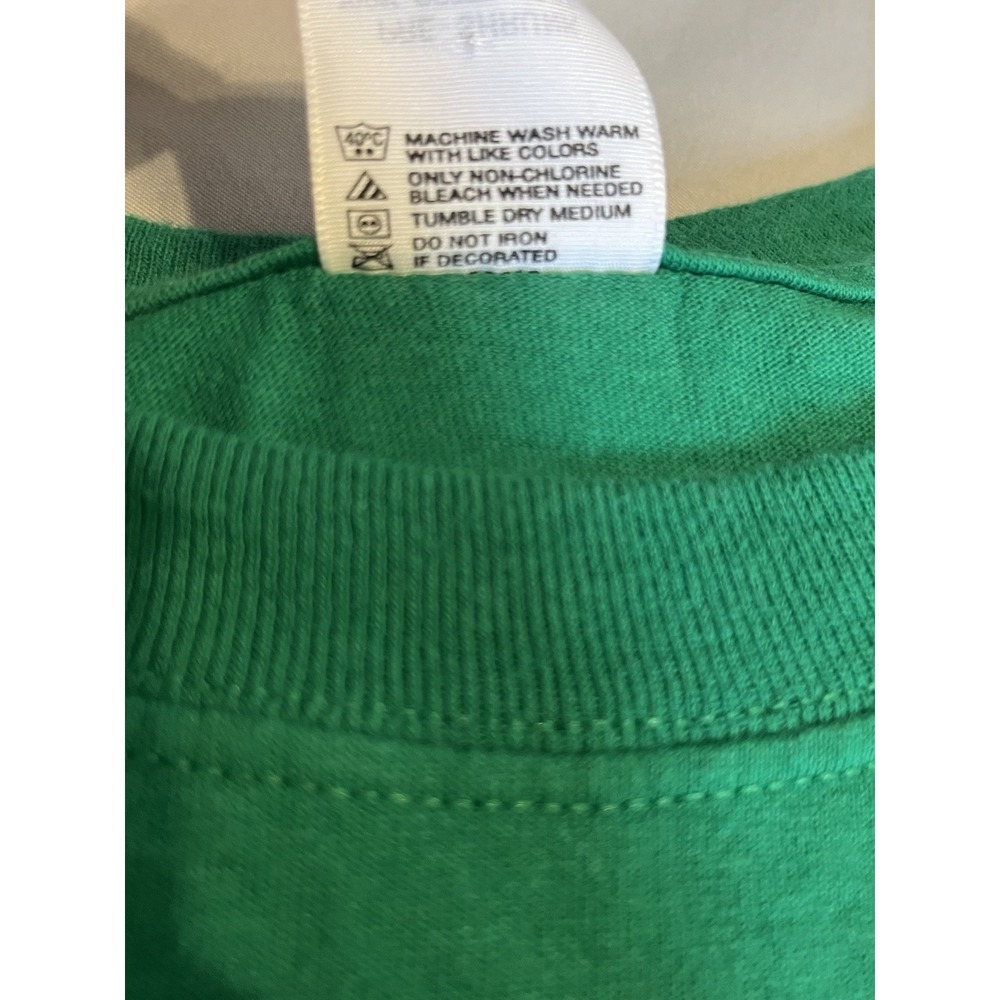 40°C
MACHINE WASH WARM
WITH LIKE COLORS
ONLY NON-CHLORINE
BLEACH WHEN NEEDED
TUMBLE DRY MEDIUM
DO NOT IRON
IF DECORATED